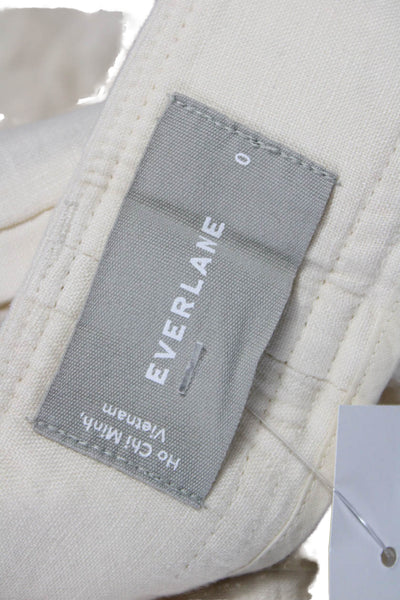 0
EVERLANE
Ho Chi Minh,
Vietnam